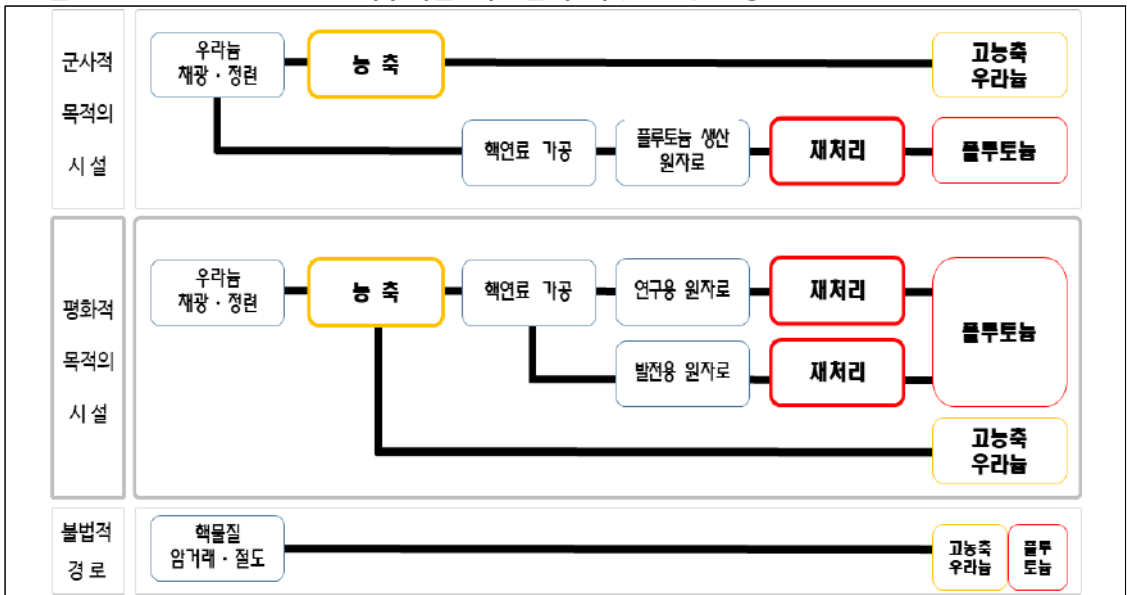 군사적
목적의
시 설
우라늄
채광 · 정련
농 축
고농축
우라늄
핵연료 가공
플루토늄 생산
원자로
재처리
플루토늄
평화적
목적의
시 설
우라늄
채광 · 정련
농 축
핵연료 가공
연구용 원자로
재처리
플루토늄
발전용 원자로
재처리
고농축
우라늄
불법적
경 로
핵물질
암거래 · 절도
고농축
우라늄
플루
토늄